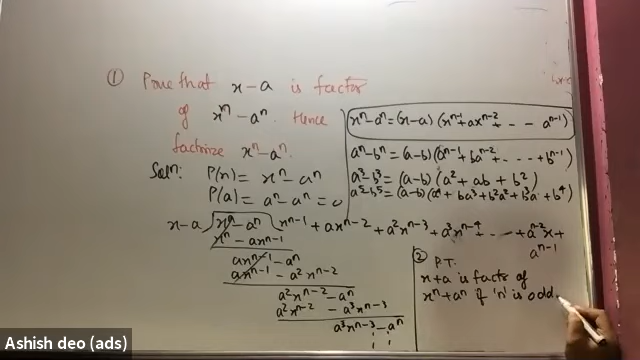 ① Prove that x-a is factor
of xⁿ-aⁿ. Hence
factorize xⁿ-aⁿ.
Solⁿ: P(x) = xⁿ-aⁿ
P(a) = aⁿ-aⁿ = 0
xⁿ-aⁿ = (x-a) (xⁿ⁻¹+axⁿ⁻²+ - - - aⁿ⁻¹)
aⁿ-bⁿ = (a-b) (aⁿ⁻¹+baⁿ⁻²+ - - - - +bⁿ⁻¹)
a³-b³ = (a-b) (a²+ab+b²)
a⁵-b⁵ = (a-b) (a⁴+ba³+b²a²+b³a+b⁴)
x-a xⁿ-aⁿ xⁿ⁻¹+axⁿ⁻²+a²xⁿ⁻³+a³xⁿ⁻⁴+ - - - +aⁿ⁻²x+
aⁿ⁻¹
xⁿ-axⁿ⁻¹
axⁿ⁻¹-aⁿ
axⁿ⁻¹-a²xⁿ⁻²
a²xⁿ⁻²-aⁿ
a²xⁿ⁻²-a³xⁿ⁻³
a³xⁿ⁻³-aⁿ
② P.T.
x+a is facts of
xⁿ+aⁿ if 'n' is odd
Ashish deo (ads)